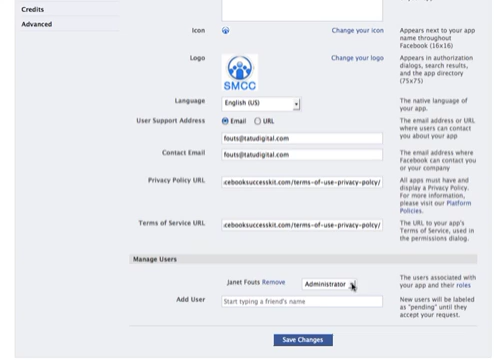 Credits
Advanced
Icon
Change your icon
Appears next to your app
name throughout
Facebook (16x16)
Logo
SMCC
Change your logo
Appears in authorization
dialogs, search results,
and the app directory
(75x75)
Language
English (US)
The native language of
your app.
User Support Address
Email
URL
fouts@tatudigital.com
The email address or URL
where users can contact
you about your app
Contact Email
fouts@tatudigital.com
The email address where
Facebook can contact you
or your company
Privacy Policy URL
cebooksuccesskit.com/terms-of-use-privacy-polcy/
All apps must have and
display a Privacy Policy.
For more information,
please visit our Platform
Policies.
Terms of Service URL
cebooksuccesskit.com/terms-of-use-privacy-polcy/
The URL to your app's
Terms of Service, used in
the permissions dialog.
Manage Users
Janet Fouts Remove
Administrator
The users associated with
your app and their roles
Add User
Start typing a friend's name
New users will be labeled
as "pending" until they
accept your request.
Save Changes